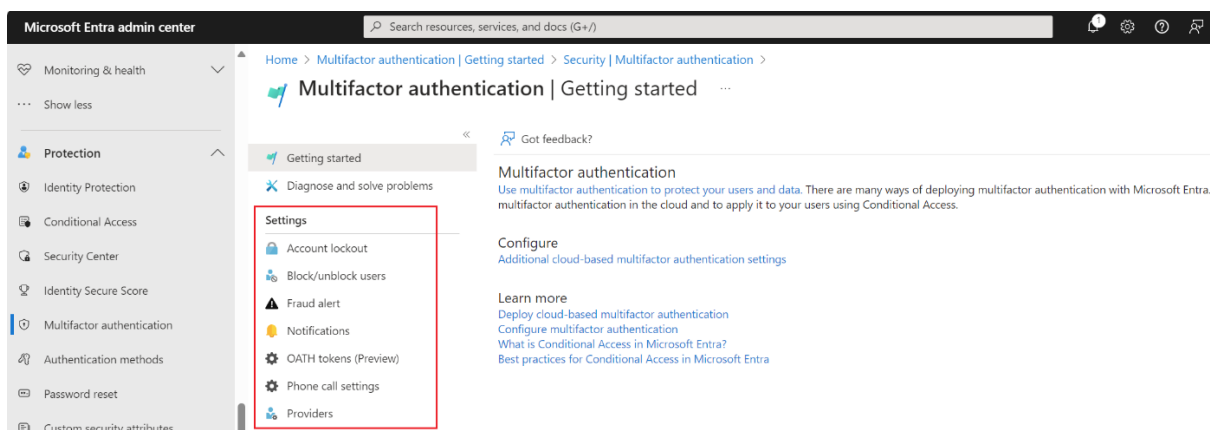 Microsoft Entra admin center
Search resources, services, and docs (G+/)
1
Monitoring & health
Show less
Protection
Identity Protection
Conditional Access
Security Center
Identity Secure Score
Multifactor authentication
Authentication methods
Password reset
Custom security attributes
Home > Multifactor authentication | Getting started > Security | Multifactor authentication >
Multifactor authentication | Getting started ...
«
Getting started
Diagnose and solve problems
Settings
Account lockout
Block/unblock users
Fraud alert
Notifications
OATH tokens (Preview)
Phone call settings
Providers
Got feedback?
Multifactor authentication
Use multifactor authentication to protect your users and data. There are many ways of deploying multifactor authentication with Microsoft Entra.
multifactor authentication in the cloud and to apply it to your users using Conditional Access.
Configure
Additional cloud-based multifactor authentication settings
Learn more
Deploy cloud-based multifactor authentication
Configure multifactor authentication
What is Conditional Access in Microsoft Entra?
Best practices for Conditional Access in Microsoft Entra